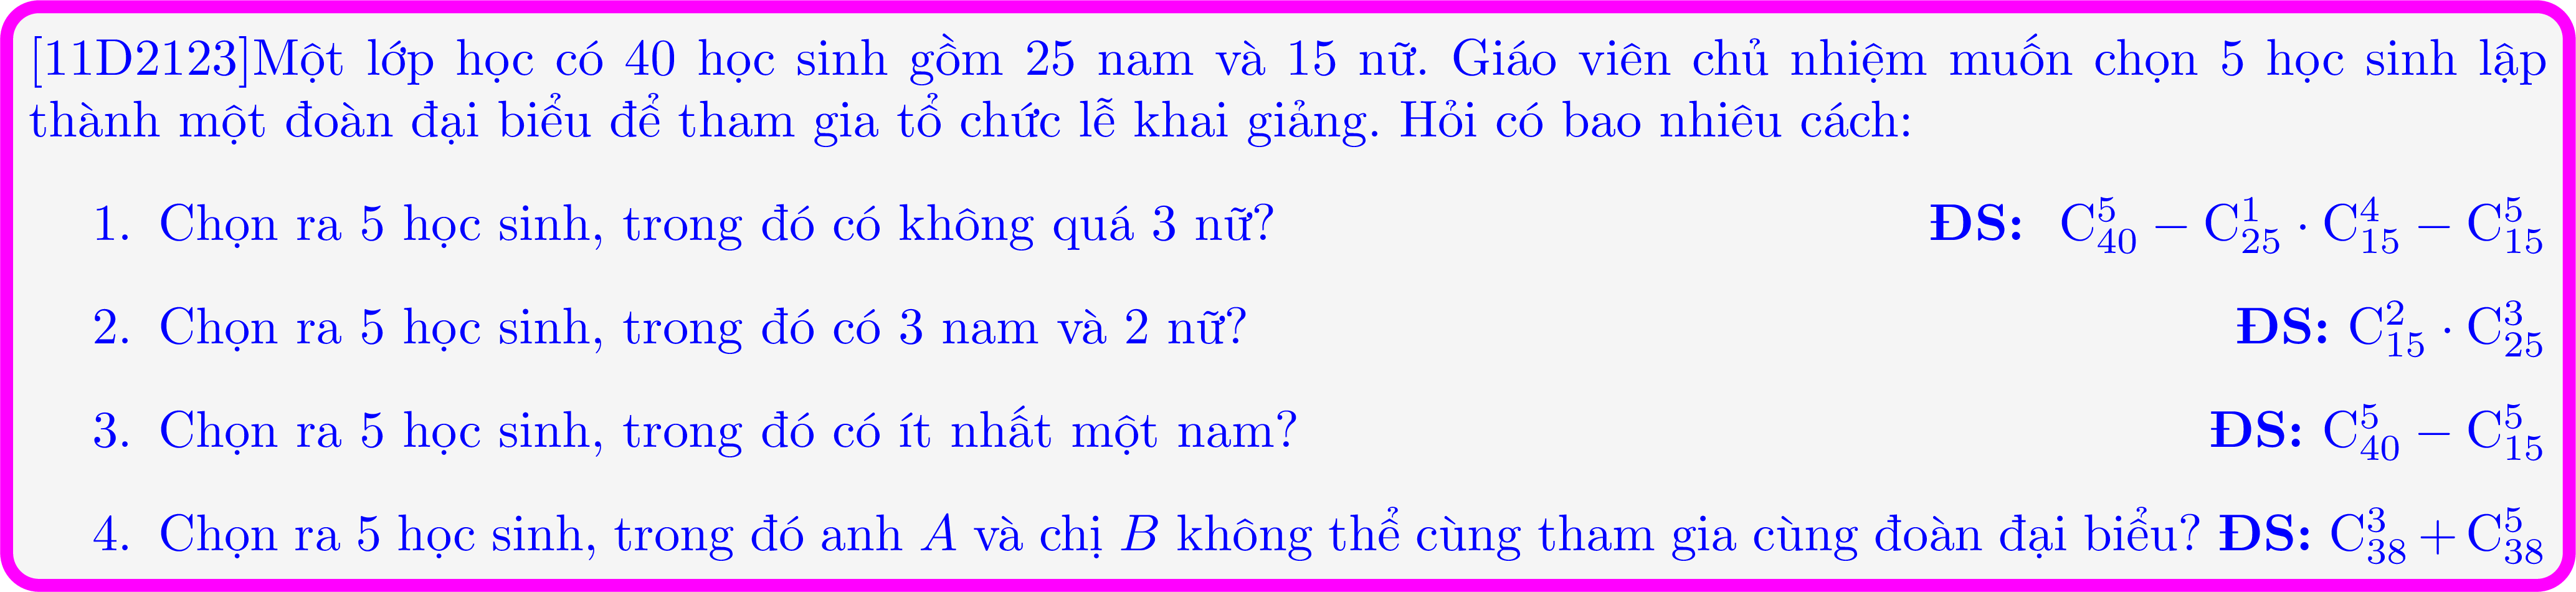 [11D2123]Một lớp học có 40 học sinh gồm 25 nam và 15 nữ. Giáo viên chủ nhiệm muốn chọn 5 học sinh lập
thành một đoàn đại biểu để tham gia tổ chức lễ khai giảng. Hỏi có bao nhiêu cách:
1. Chọn ra 5 học sinh, trong đó có không quá 3 nữ? ĐS: $C_{40}^{5} - C_{25}^{1} \cdot C_{15}^{4} - C_{15}^{5}$
2. Chọn ra 5 học sinh, trong đó có 3 nam và 2 nữ? ĐS: $C_{15}^{2} \cdot C_{25}^{3}$
3. Chọn ra 5 học sinh, trong đó có ít nhất một nam? ĐS: $C_{40}^{5} - C_{15}^{5}$
4. Chọn ra 5 học sinh, trong đó anh A và chị B không thể cùng tham gia cùng đoàn đại biểu? ĐS: $C_{38}^{3} + C_{38}^{5}$